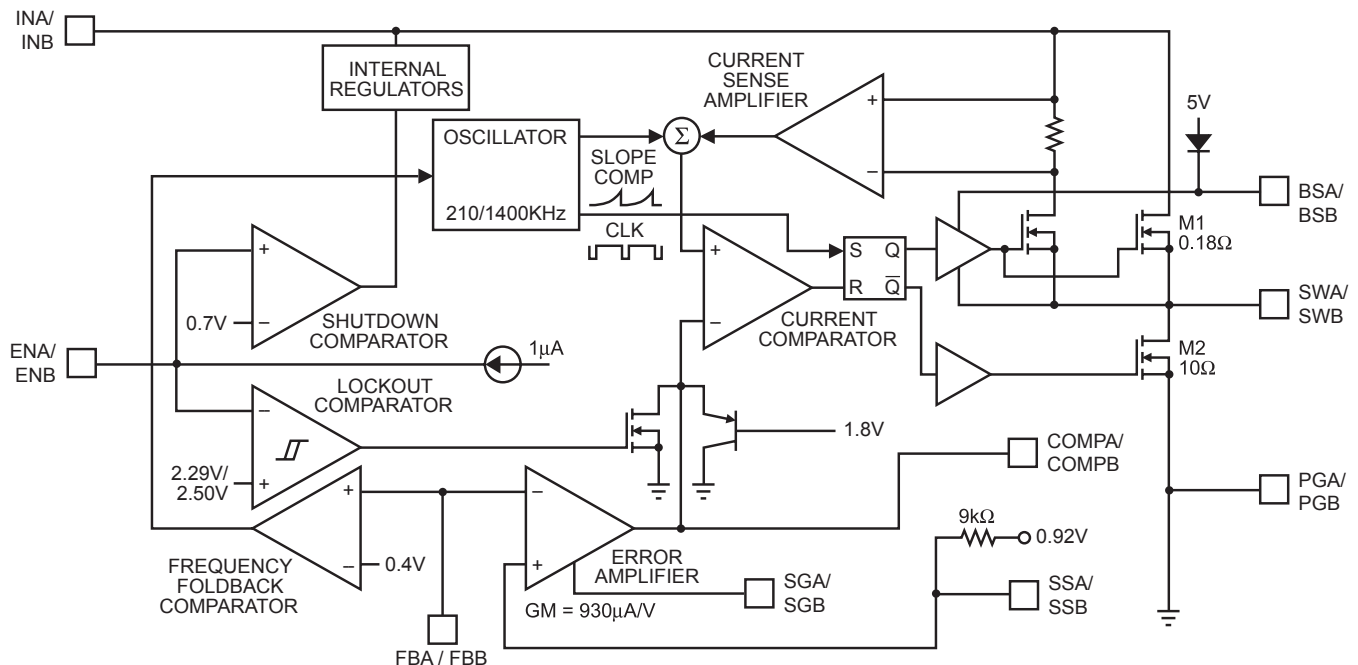 INA/
INB
INTERNAL
REGULATORS
CURRENT
SENSE
AMPLIFIER
+
−
5V
OSCILLATOR
210/1400KHz
Σ
SLOPE
COMP
CLK
BSA/
BSB
M1
0.18Ω
+
−
0.7V
SHUTDOWN
COMPARATOR
+
−
CURRENT
COMPARATOR
S Q
R Q̅
SWA/
SWB
ENA/
ENB
1μA
M2
10Ω
LOCKOUT
COMPARATOR
−
+
2.29V/
2.50V
1.8V
COMPA/
COMPB
PGA/
PGB
+
−
0.4V
FREQUENCY
FOLDBACK
COMPARATOR
−
+
ERROR
AMPLIFIER
GM = 930μA/V
9kΩ
0.92V
SGA/
SGB
SSA/
SSB
FBA / FBB